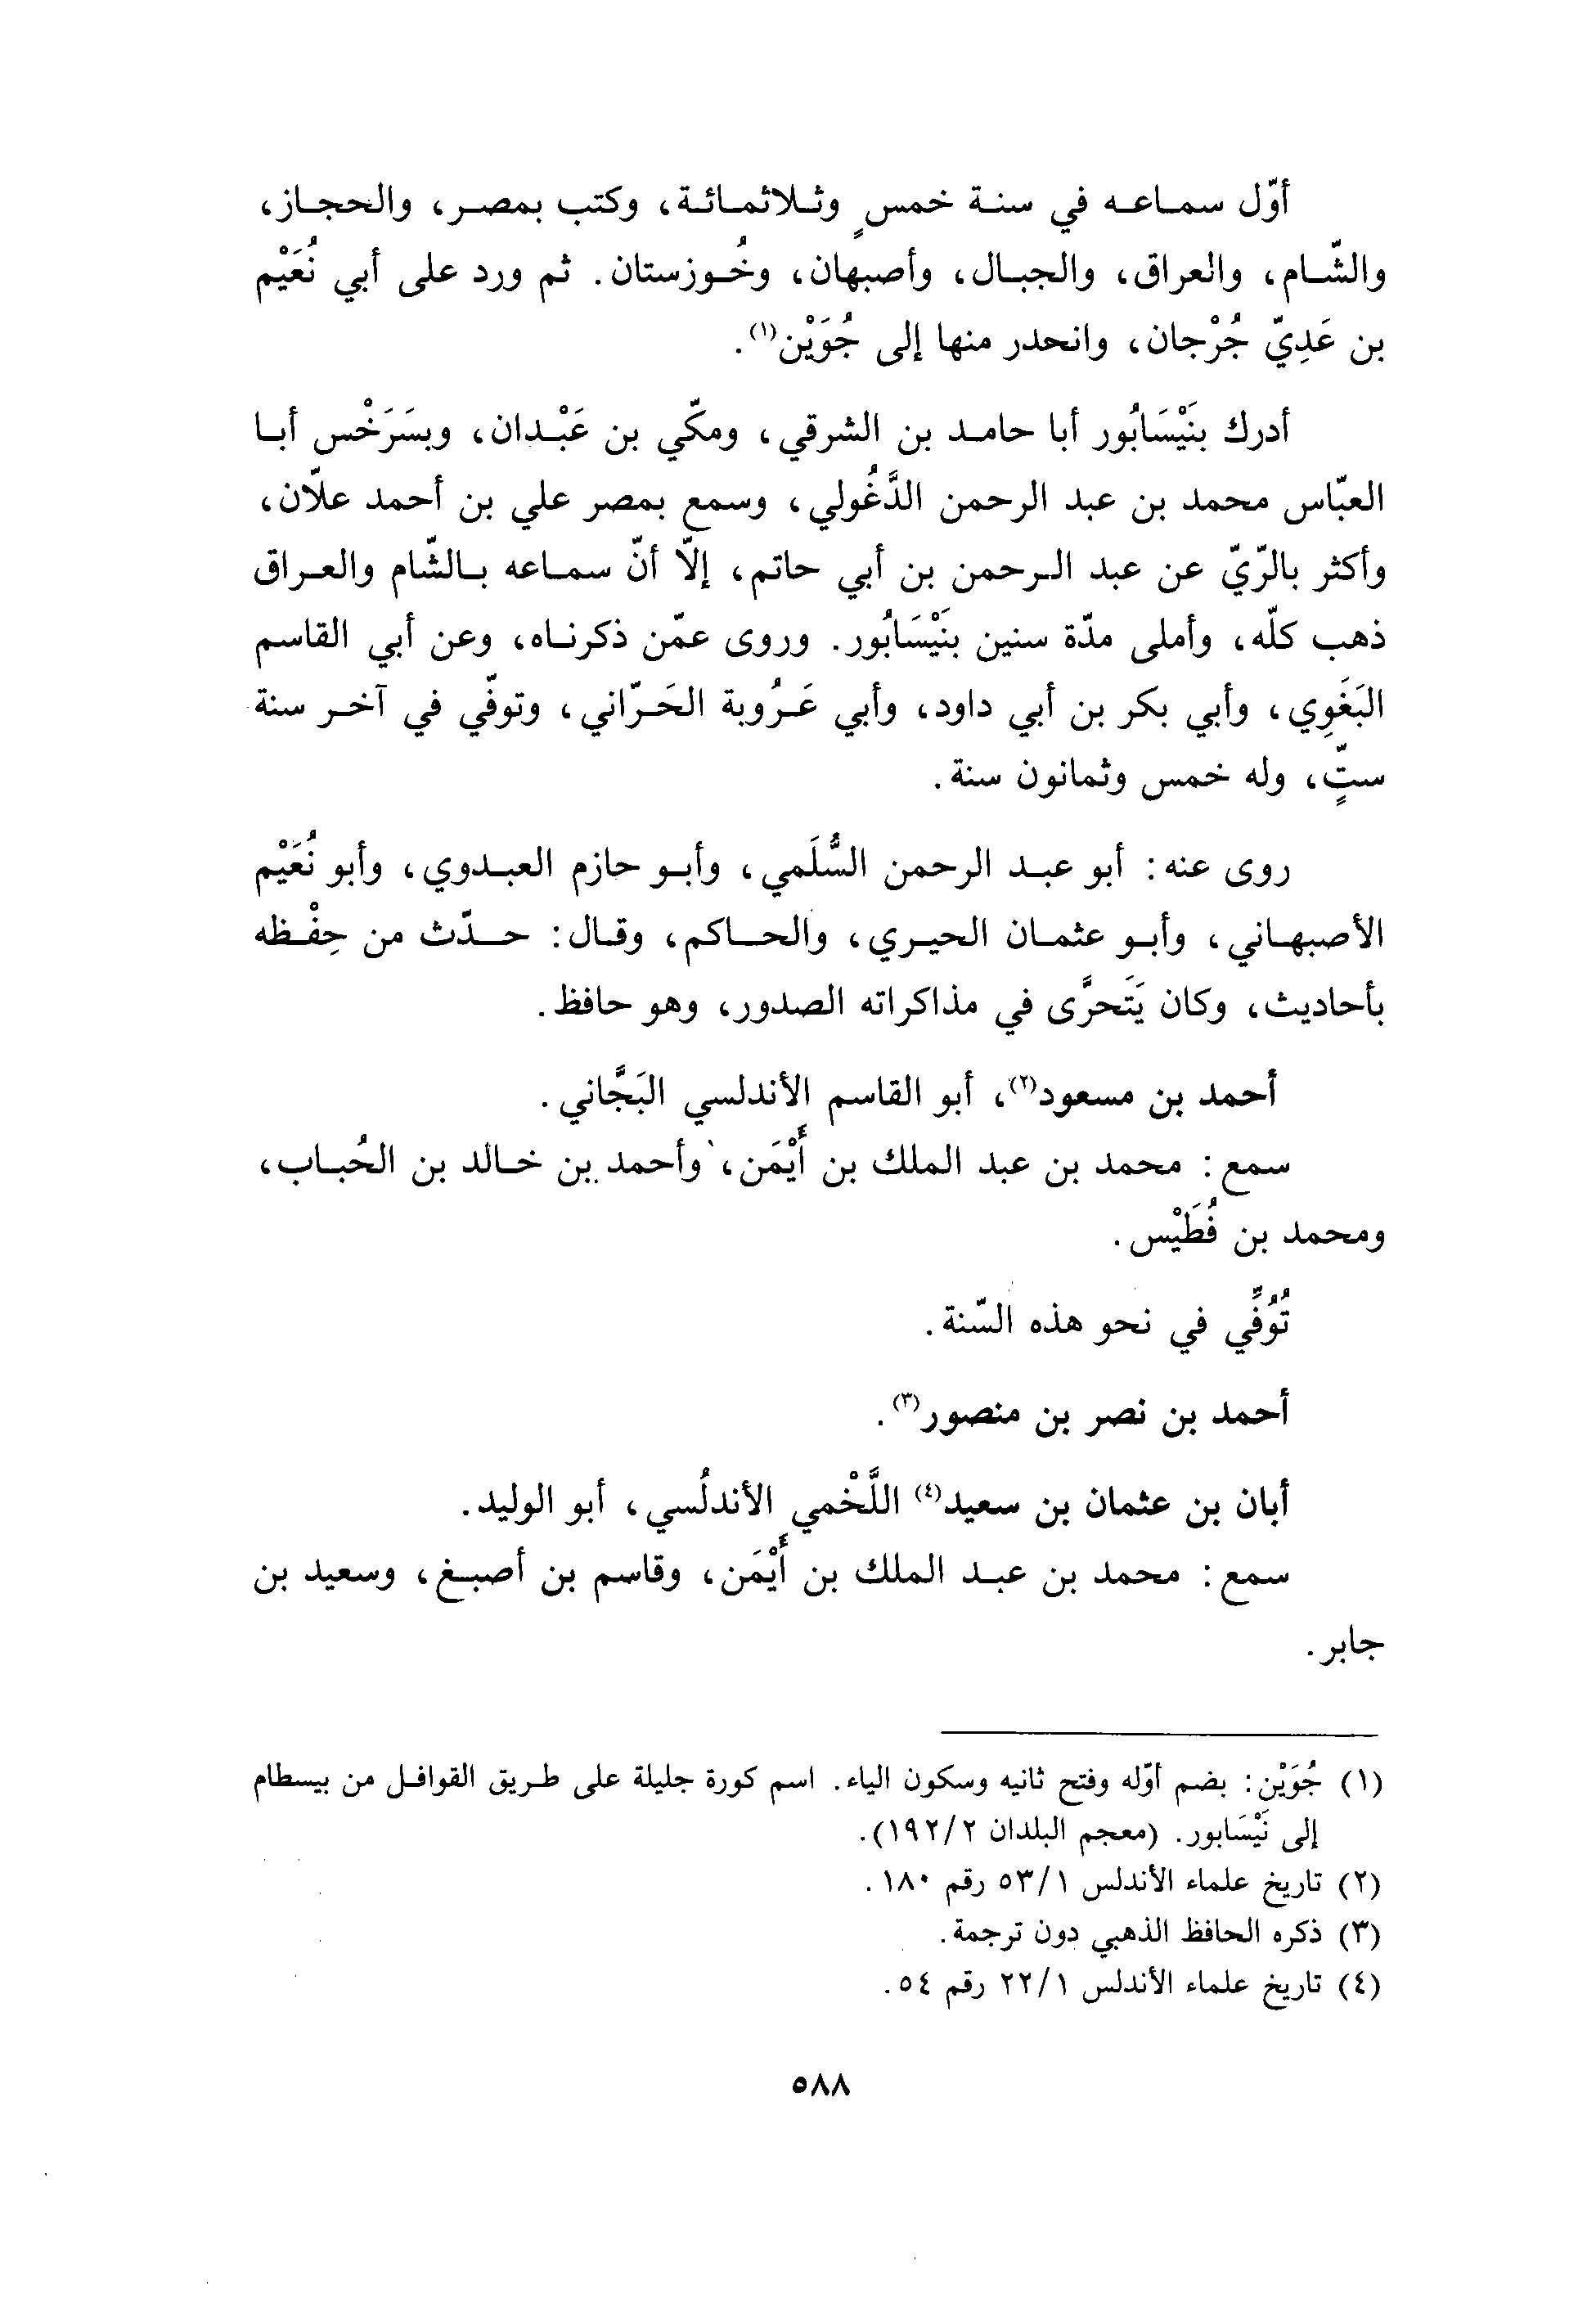 أوّل سماعه في سنة خمسٍ وثلاثمائة، وكتب بمصر، والحجاز،
والشّام، والعراق، والجبال، وأصبهان، وخُوزستان. ثم ورد على أبي نُعَيْم
بن عَدِيّ جُرْجان، وانحدر منها إلى جُوَيْن(١).
أدرك بنَيْسَابُور أبا حامد بن الشرقي، ومكّي بن عَبْدان، وبسَرَخْس أبا
العبّاس محمد بن عبد الرحمن الدَّغُولي، وسمع بمصر علي بن أحمد علاّن،
وأكثر بالرّيّ عن عبد الرحمن بن أبي حاتم، إلاّ أنّ سماعه بالشّام والعراق
ذهب كلّه، وأملى مدّة سنين بنَيْسَابُور. وروى عمّن ذكرناه، وعن أبي القاسم
البَغَوِي، وأبي بكر بن أبي داود، وأبي عَرُوبة الحَرّاني، وتوفّي في آخر سنة
ستٍّ، وله خمس وثمانون سنة.
روى عنه: أبو عبد الرحمن السُّلَمي، وأبو حازم العبدوي، وأبو نُعَيْم
الأصبهاني، وأبو عثمان الحيري، والحاكم، وقال: حدّث من حِفْظه
بأحاديث، وكان يَتَحرَّى في مذاكراته الصدور، وهو حافظ.
أحمد بن مسعود(٢)، أبو القاسم الأندلسي البَجَّاني.
سمع: محمد بن عبد الملك بن أَيْمَن، وأحمد بن خالد بن الحُباب،
ومحمد بن فُطَيْس.
تُوُفِّي في نحو هذه السّنة.
أحمد بن نصر بن منصور(٣).
أبان بن عثمان بن سعيد(٤) اللَّخْمي الأندلُسي، أبو الوليد.
سمع: محمد بن عبد الملك بن أَيْمَن، وقاسم بن أصبغ، وسعيد بن
جابر.
(١) جُوَيْن: بضم أوّله وفتح ثانيه وسكون الياء. اسم كورة جليلة على طريق القوافل من بيسطام
إلى نَيْسَابور. (معجم البلدان ١٩٢/٢).
(٢) تاريخ علماء الأندلس ٥٣/١ رقم ١٨٠.
(٣) ذكره الحافظ الذهبي دون ترجمة.
(٤) تاريخ علماء الأندلس ٢٢/١ رقم ٥٤.
٥٨٨